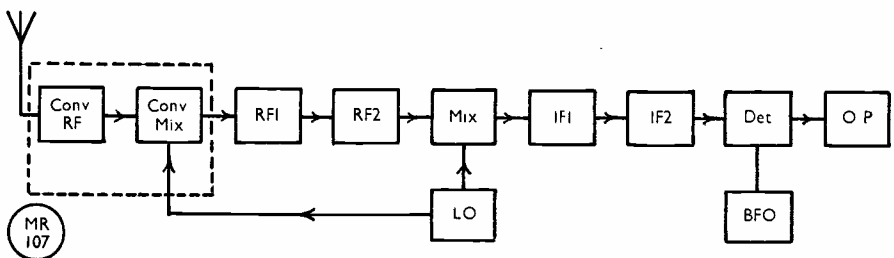 Conv
RF
Conv
Mix
RF1
RF2
Mix
IF1
IF2
Det
O P
LO
BFO
MR
107